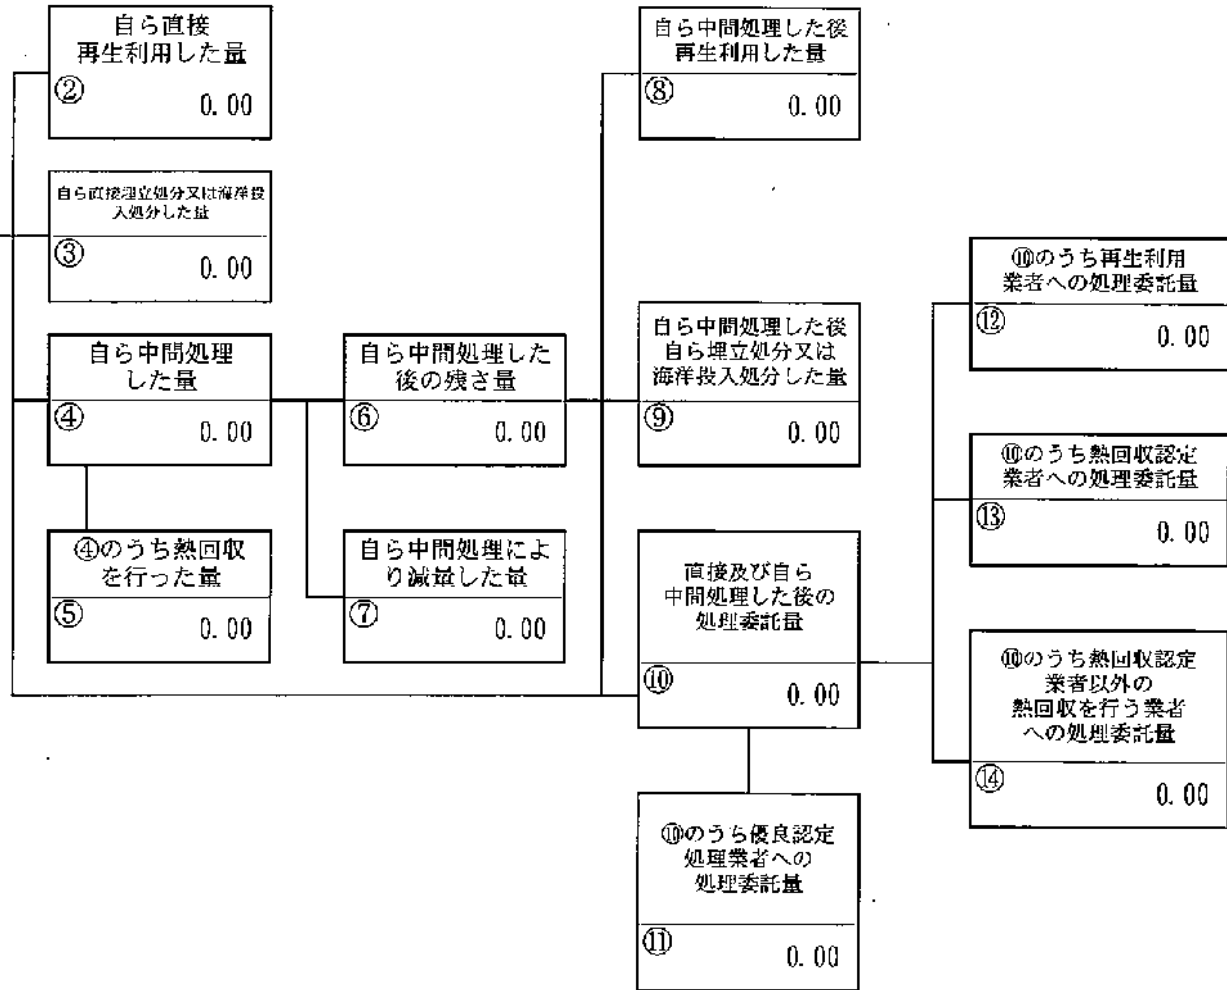 自ら直接
再生利用した量
②
0.00
自ら直接埋立処分又は海洋投
入処分した量
③
0.00
自ら中間処理
した量
④
0.00
④のうち熱回収
を行った量
⑤
0.00
自ら中間処理した
後の残さ量
⑥
0.00
自ら中間処理によ
り減量した量
⑦
0.00
自ら中間処理した後
再生利用した量
⑧
0.00
自ら中間処理した後
自ら埋立処分又は
海洋投入処分した量
⑨
0.00
直接及び自ら
中間処理した後の
処理委託量
⑩
0.00
⑩のうち優良認定
処理業者への
処理委託量
⑪
0.00
⑩のうち再生利用
業者への処理委託量
⑫
0.00
⑩のうち熱回収認定
業者への処理委託量
⑬
0.00
⑩のうち熱回収認定
業者以外の
熱回収を行う業者
への処理委託量
⑭
0.00